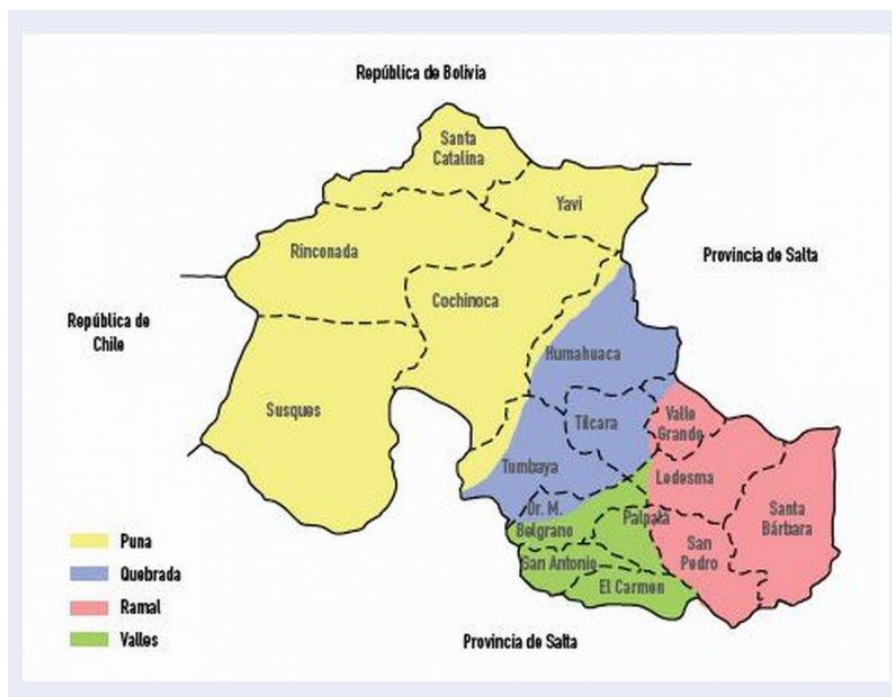 República de Bolivia
Santa
Catalina
Yavi
Rinconada
Provincia de Salta
Cochinoca
República de
Chile
Humahuaca
Susques
Tilcara
Valle
Grande
Tumbaya
Ledesma
Dr. M.
Belgrano
Palpalá
Santa
Bárbara
San
Pedro
San Antonio
El Carmen
Puna
Quebrada
Ramal
Valles
Provincia de Salta